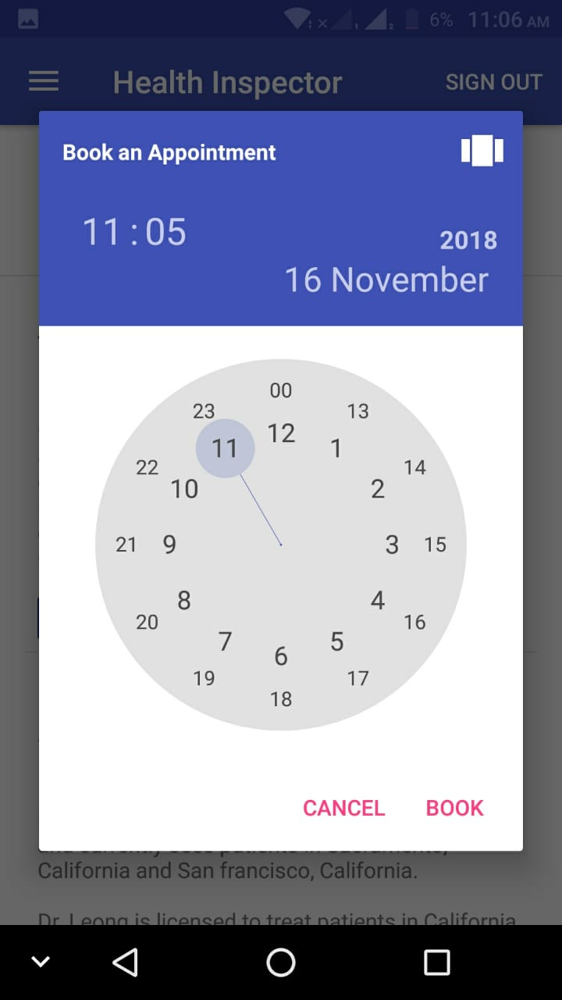 6% 11:06 AM
Health Inspector SIGN OUT
Book an Appointment
11:05
2018
16 November
00
23 13
12
11 1
22 14
10 2
21 9 3 15
8 4
20 16
7 5
6
19 17
18
CANCEL BOOK
California and San francisco, California.
Dr. Leong is licensed to treat patients in California